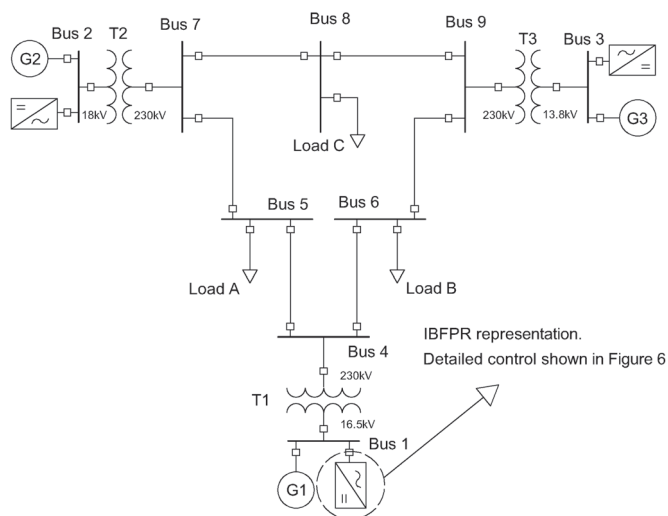 Bus 8
Bus 7
Bus 9
Bus 2
T2
T3
Bus 3
G2
18kV
230kV
Load C
230kV
13.8kV
G3
Bus 5
Bus 6
Load A
Load B
Bus 4
IBFPR representation.
Detailed control shown in Figure 6
230kV
T1
16.5kV
Bus 1
G1